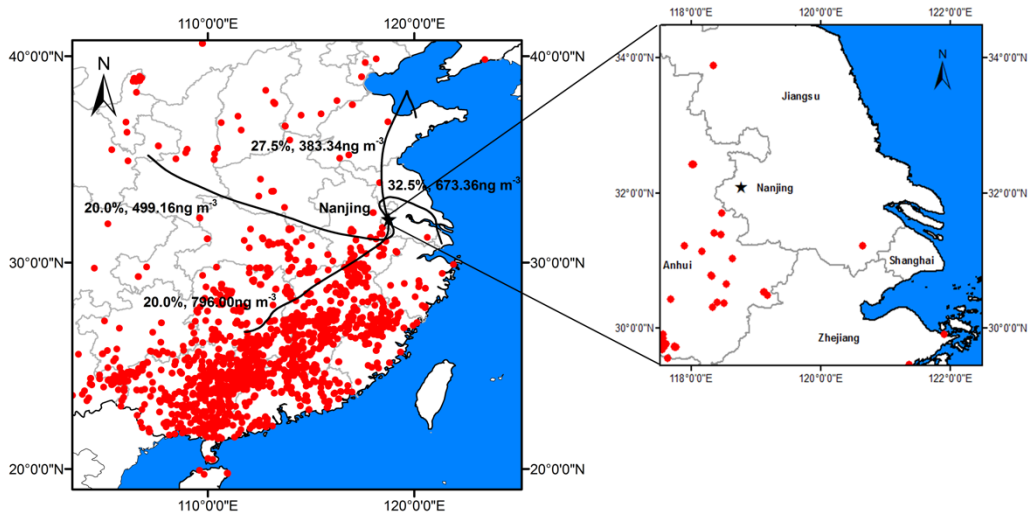 110°0'0"E
120°0'0"E
40°0'0"N
40°0'0"N
N
27.5%, 383.34ng m-3
32.5%, 673.36ng m-3
20.0%, 499.16ng m-3
Nanjing
30°0'0"N
30°0'0"N
20.0%, 796.00ng m-3
20°0'0"N
20°0'0"N
110°0'0"E
120°0'0"E
118°0'0"E
120°0'0"E
122°0'0"E
34°0'0"N
34°0'0"N
N
Jiangsu
32°0'0"N
Nanjing
32°0'0"N
Anhui
Shanghai
30°0'0"N
Zhejiang
30°0'0"N
118°0'0"E
120°0'0"E
122°0'0"E